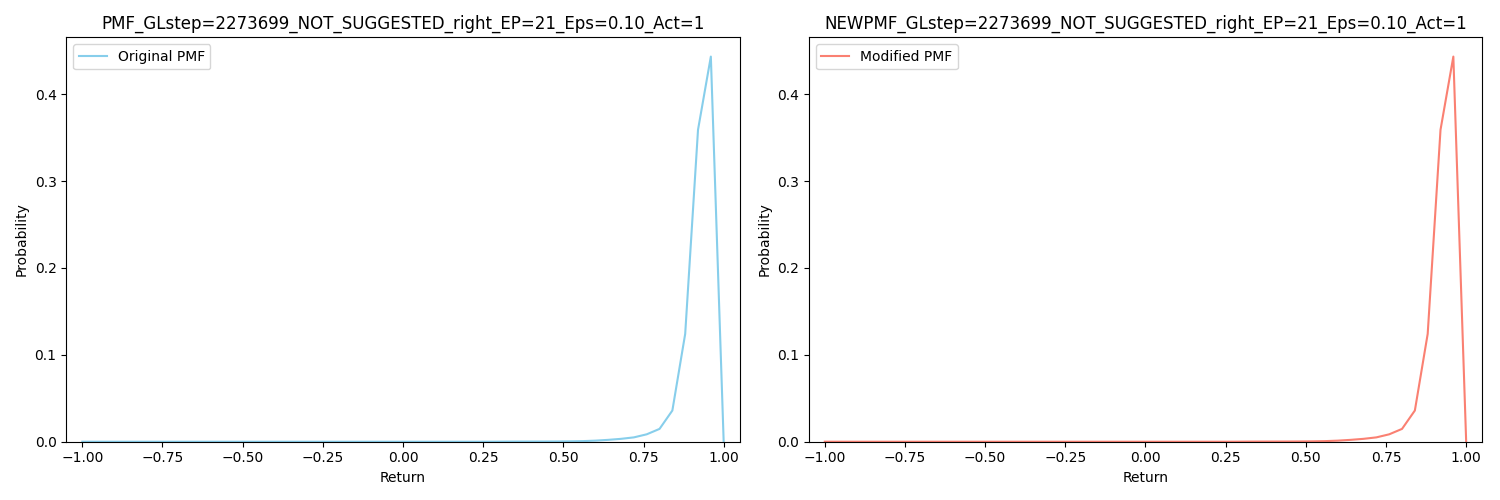 PMF_GLstep=2273699_NOT_SUGGESTED_right_EP=21_Eps=0.10_Act=1
Original PMF
Probability
0.4
0.3
0.2
0.1
0.0
−1.00 −0.75 −0.50 −0.25 0.00 0.25 0.50 0.75 1.00
Return
NEWPMF_GLstep=2273699_NOT_SUGGESTED_right_EP=21_Eps=0.10_Act=1
Modified PMF
Probability
0.4
0.3
0.2
0.1
0.0
−1.00 −0.75 −0.50 −0.25 0.00 0.25 0.50 0.75 1.00
Return